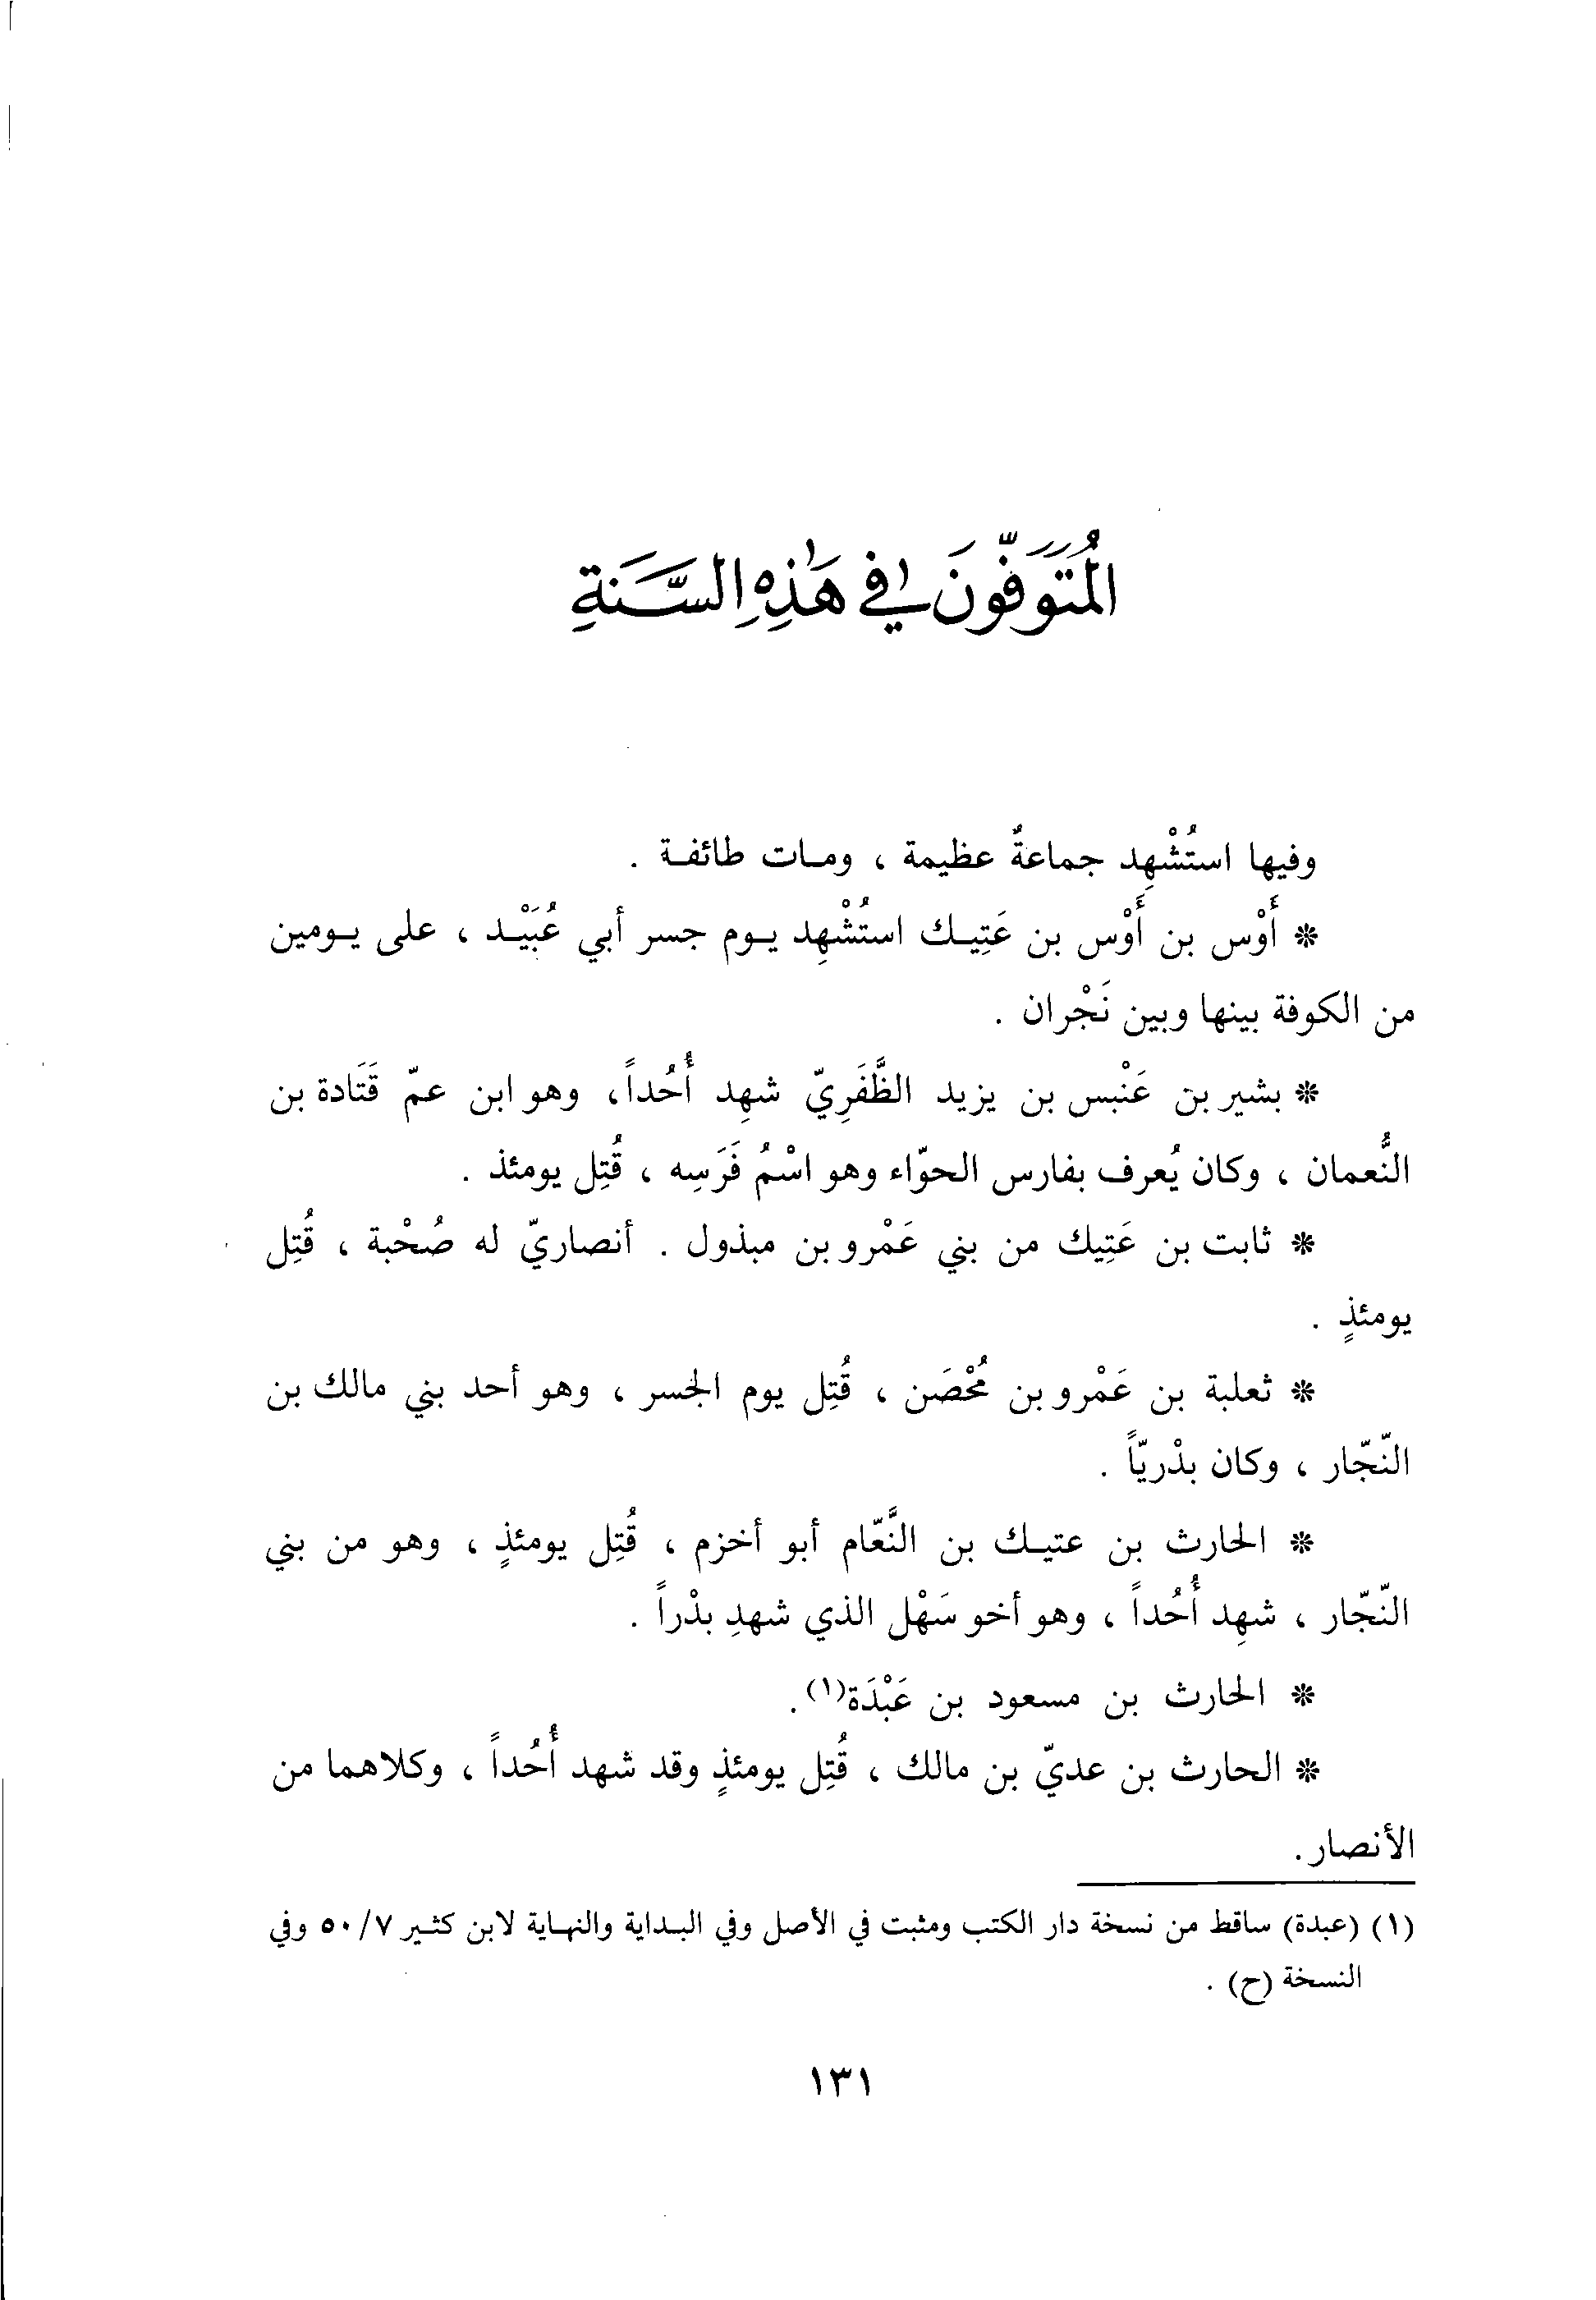 المُتَوَفّونَ في هٰذِهِ السَّنَةِ
وفيها استُشْهِد جماعةٌ عظيمة ، ومات طائفة .
* أَوْس بن أَوْس بن عَتِيك استُشْهِد يوم جسر أبي عُبَيْد ، على يومين
من الكوفة بينها وبين نَجْران .
* بشير بن عَنْبس بن يزيد الظَّفَرِيّ شهِد أُحُداً ، وهو ابن عمّ قَتَادة بن
النُّعمان ، وكان يُعرف بفارس الحوّاء وهو اسْمُ فَرَسِه ، قُتِل يومئذ .
* ثابت بن عَتِيك من بني عَمْرو بن مبذول . أنصاريّ له صُحْبة ، قُتِل
يومئذٍ .
* ثعلبة بن عَمْرو بن مُحْصَن ، قُتِل يوم الجسر ، وهو أحد بني مالك بن
النّجّار ، وكان بدْريّاً .
* الحارث بن عتيك بن النَّعّام أبو أخزم ، قُتِل يومئذٍ ، وهو من بني
النّجّار ، شهِد أُحُداً ، وهو أخو سَهْل الذي شهدِ بدْراً .
* الحارث بن مسعود بن عَبْدَة(١) .
* الحارث بن عديّ بن مالك ، قُتِل يومئذٍ وقد شهد أُحُداً ، وكلاهما من
الأنصار .
(١) (عبدة) ساقط من نسخة دار الكتب ومثبت في الأصل وفي البداية والنهاية لابن كثير ٧/ ٥٠ وفي
النسخة (ح) .
١٣١